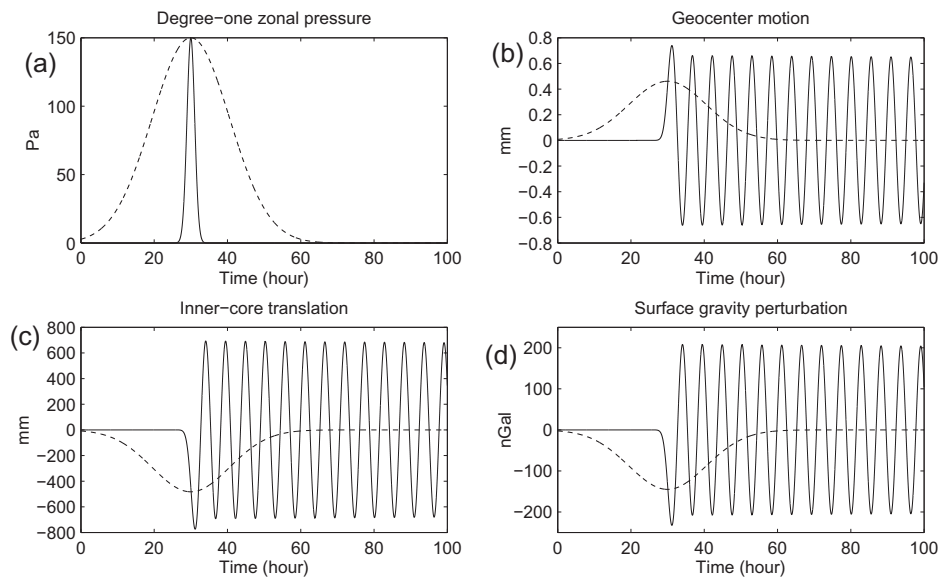 Degree−one zonal pressure
(a)
Pa
150
100
50
0
0 20 40 60 80 100
Time (hour)
Geocenter motion
(b)
mm
0.8
0.6
0.4
0.2
0
−0.2
−0.4
−0.6
−0.8
0 20 40 60 80 100
Time (hour)
Inner−core translation
(c)
mm
800
600
400
200
0
−200
−400
−600
−800
0 20 40 60 80 100
Time (hour)
Surface gravity perturbation
(d)
nGal
200
100
0
−100
−200
0 20 40 60 80 100
Time (hour)